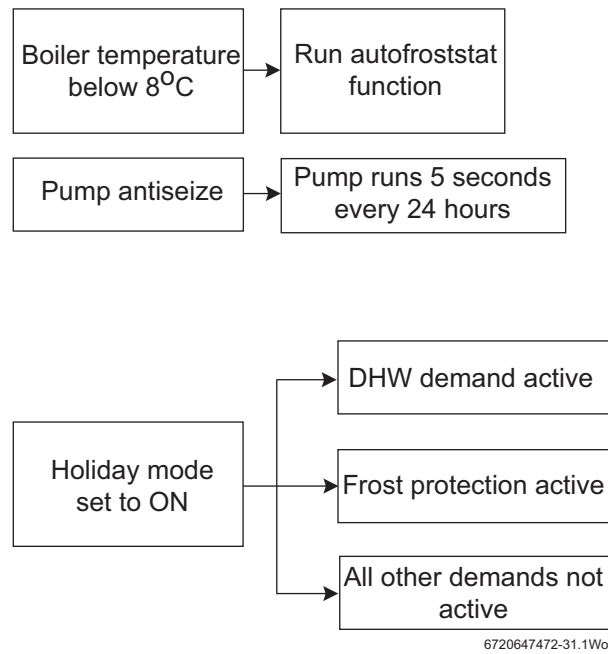 Boiler temperature
below 8°C
Run autofroststat
function
Pump antiseize
Pump runs 5 seconds
every 24 hours
DHW demand active
Holiday mode
set to ON
Frost protection active
All other demands not
active
6720647472-31.1Wo